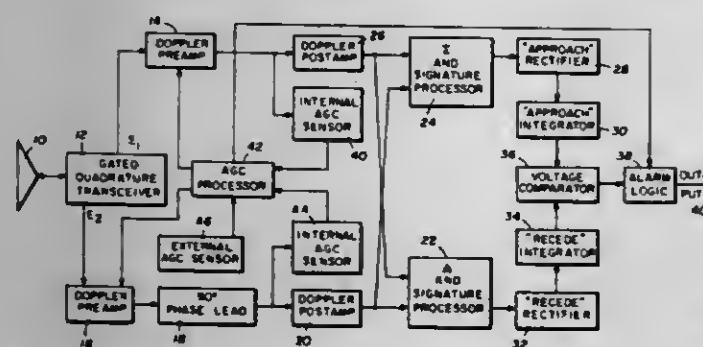 14
DOPPLER
PREAMP
26
DOPPLER
POSTAMP
Σ
AND
SIGNATURE
PROCESSOR
24
"APPROACH"
RECTIFIER
28
INTERNAL
AGC
SENSOR
40
"APPROACH"
INTEGRATOR
30
10
12
E1
GATED
QUADRATURE
TRANSCEIVER
E2
42
AGC
PROCESSOR
36
VOLTAGE
COMPARATOR
38
ALARM
LOGIC
OUT-
PUT
46
EXTERNAL
AGC SENSOR
44
INTERNAL
AGC
SENSOR
34
"RECEDE"
INTEGRATOR
22
AND
SIGNATURE
PROCESSOR
DOPPLER
PREAMP
90°
PHASE LEAD
18
DOPPLER
POSTAMP
20
"RECEDE"
RECTIFIER
32